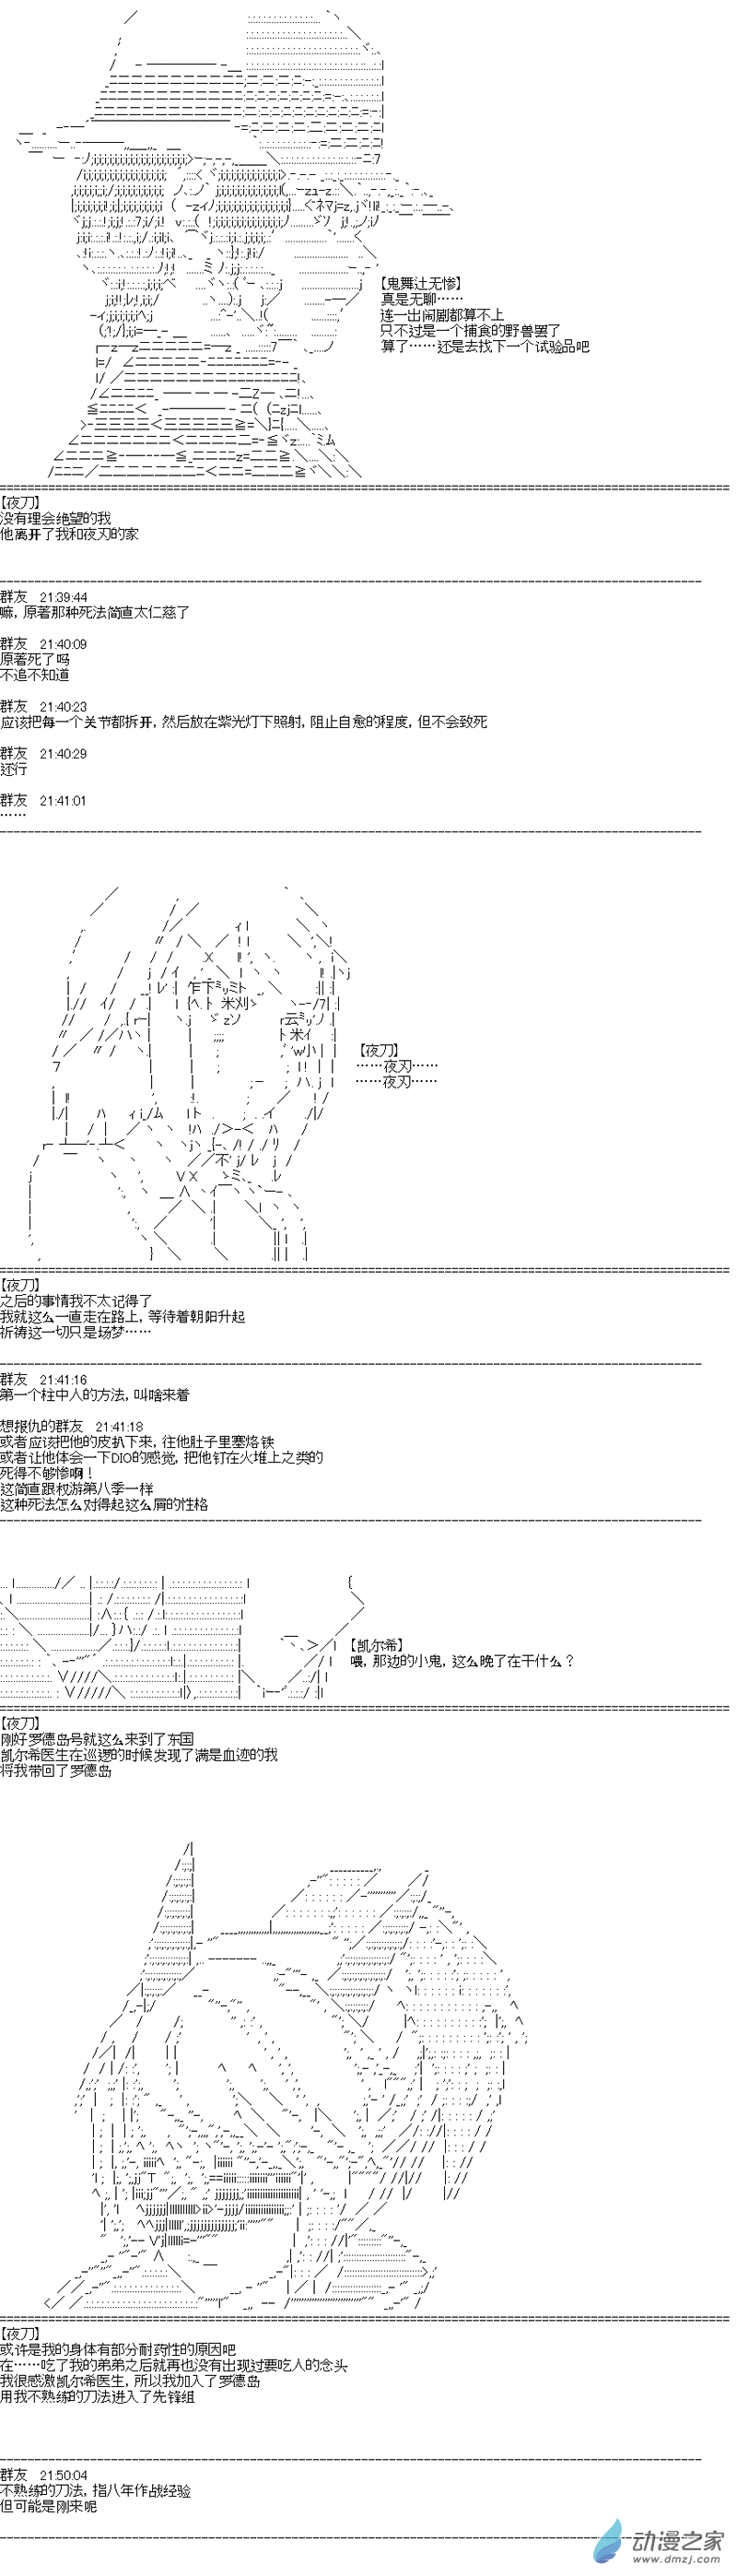 【鬼舞辻无惨】
真是无聊……
连一出闹剧都算不上
只不过是一个捕食的野兽罢了
算了……还是去找下一个试验品吧
【夜刀】
没有理会绝望的我
他离开了我和夜刃的家
群友 21:39:44
嘛，原著那种死法简直太仁慈了
群友 21:40:09
原著死了吗
不追不知道
群友 21:40:23
应该把每一个关节都拆开，然后放在紫光灯下照射，阻止自愈的程度，但不会致死
群友 21:40:29
还行
群友 21:41:01
……
【夜刀】
……夜刃……
……夜刃……
【夜刀】
之后的事情我不太记得了
我就这么一直走在路上，等待着朝阳升起
祈祷这一切只是场梦……
群友 21:41:16
第一个柱中人的方法，叫啥来着
想报仇的群友 21:41:18
或者应该把他的皮扒下来，往他肚子里塞烙铁
或者让他体会一下DIO的感觉，把他钉在火堆上之类的
死得不够惨啊！
这简直跟权游第八季一样
这种死法怎么对得起这么屑的性格
【凯尔希】
喂，那边的小鬼，这么晚了在干什么？
【夜刀】
刚好罗德岛号就这么来到了东国
凯尔希医生在巡逻的时候发现了满是血迹的我
将我带回了罗德岛
【夜刀】
或许是我的身体有部分耐药性的原因吧
在……吃了我的弟弟之后就再也没有出现过要吃人的念头
我很感激凯尔希医生，所以我加入了罗德岛
用我不熟练的刀法进入了先锋组
群友 21:50:04
不熟练的刀法，指八年作战经验
但可能是刚来呢
动漫之家
www.dmzj.com